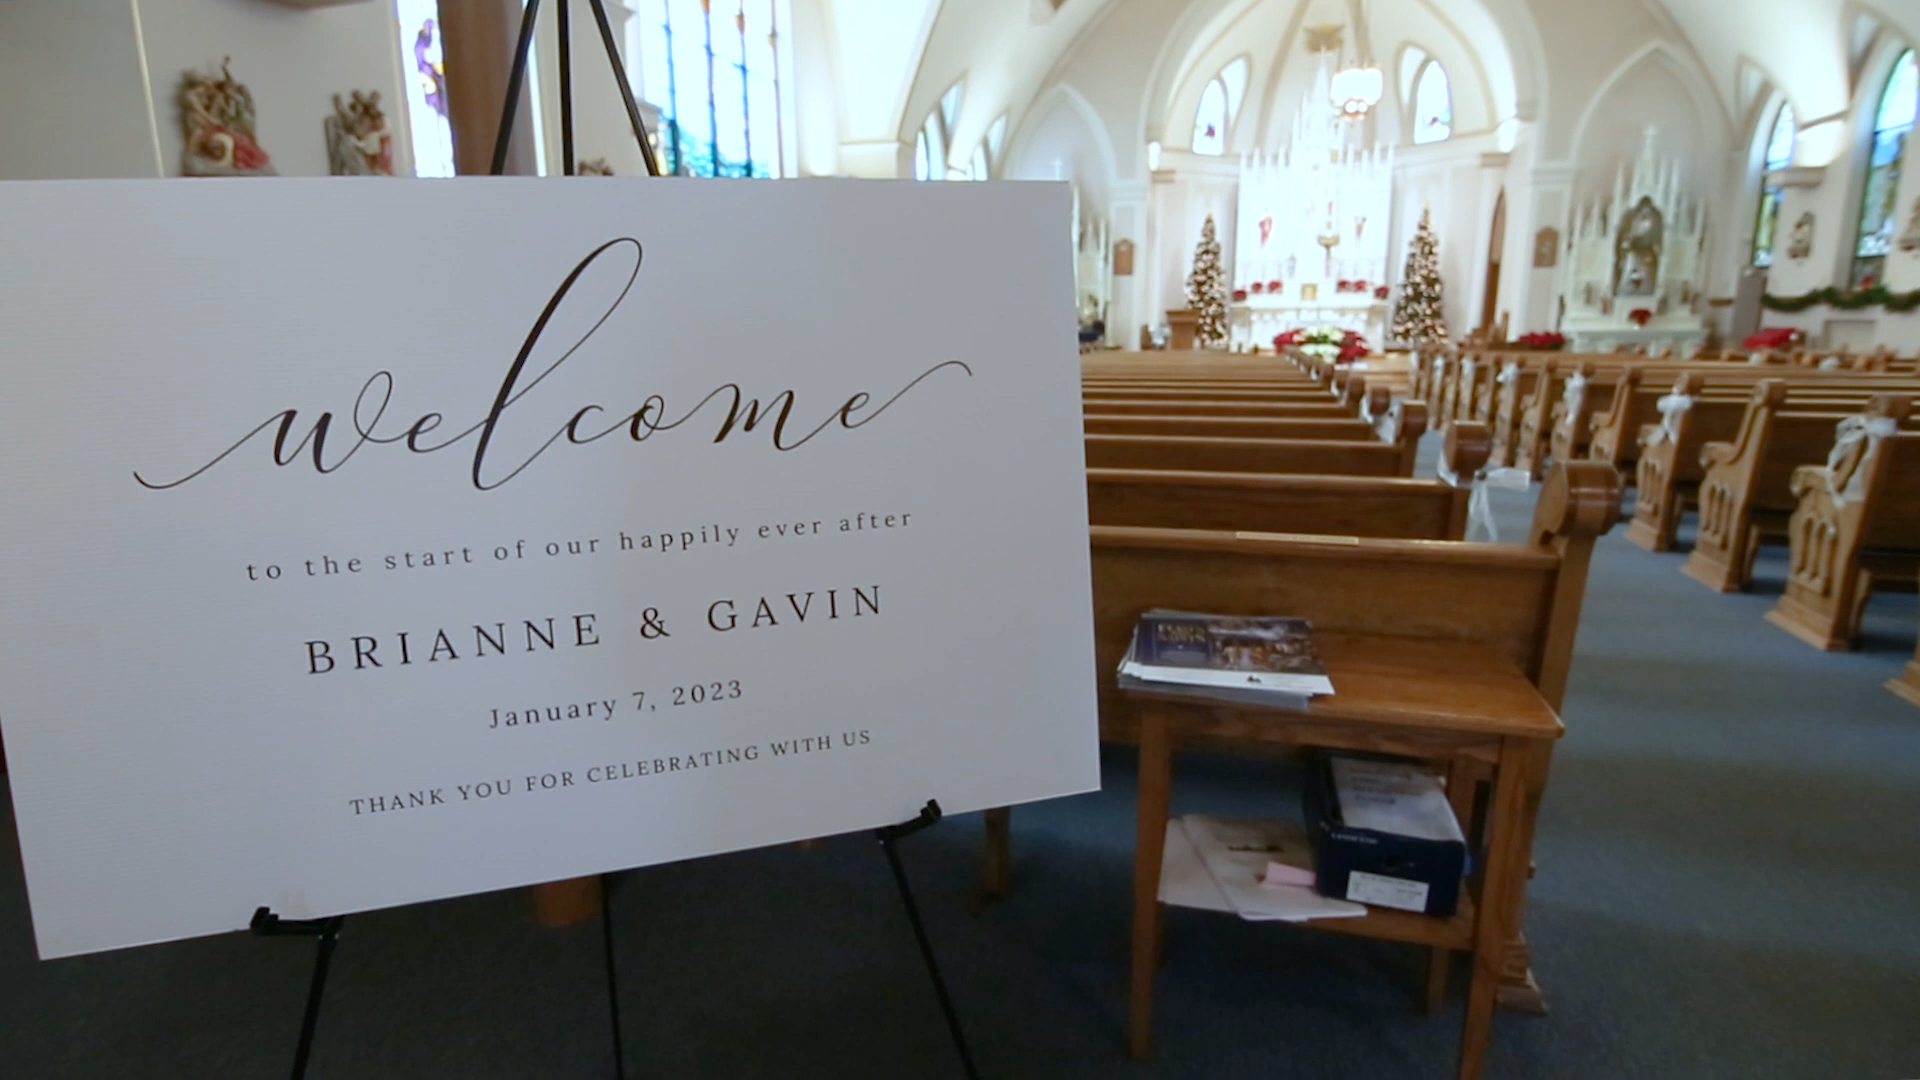 welcome
to the start of our happily ever after
BRIANNE & GAVIN
January 7, 2023
THANK YOU FOR CELEBRATING WITH US